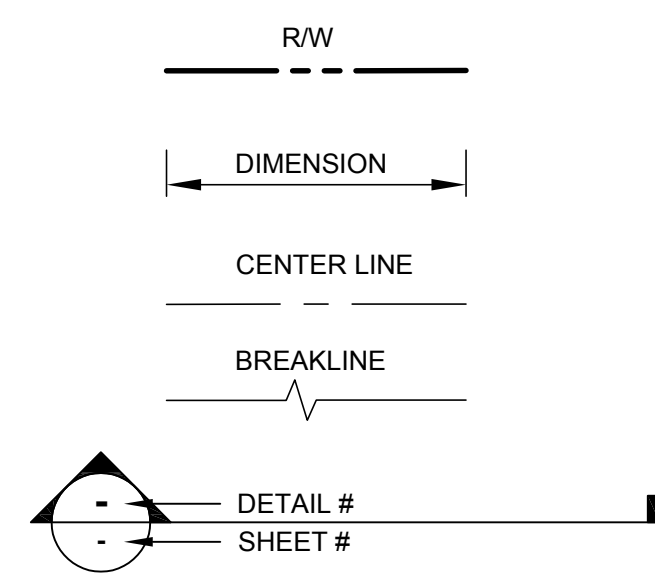 R/W
DIMENSION
CENTER LINE
BREAKLINE
-
DETAIL #
-
SHEET #